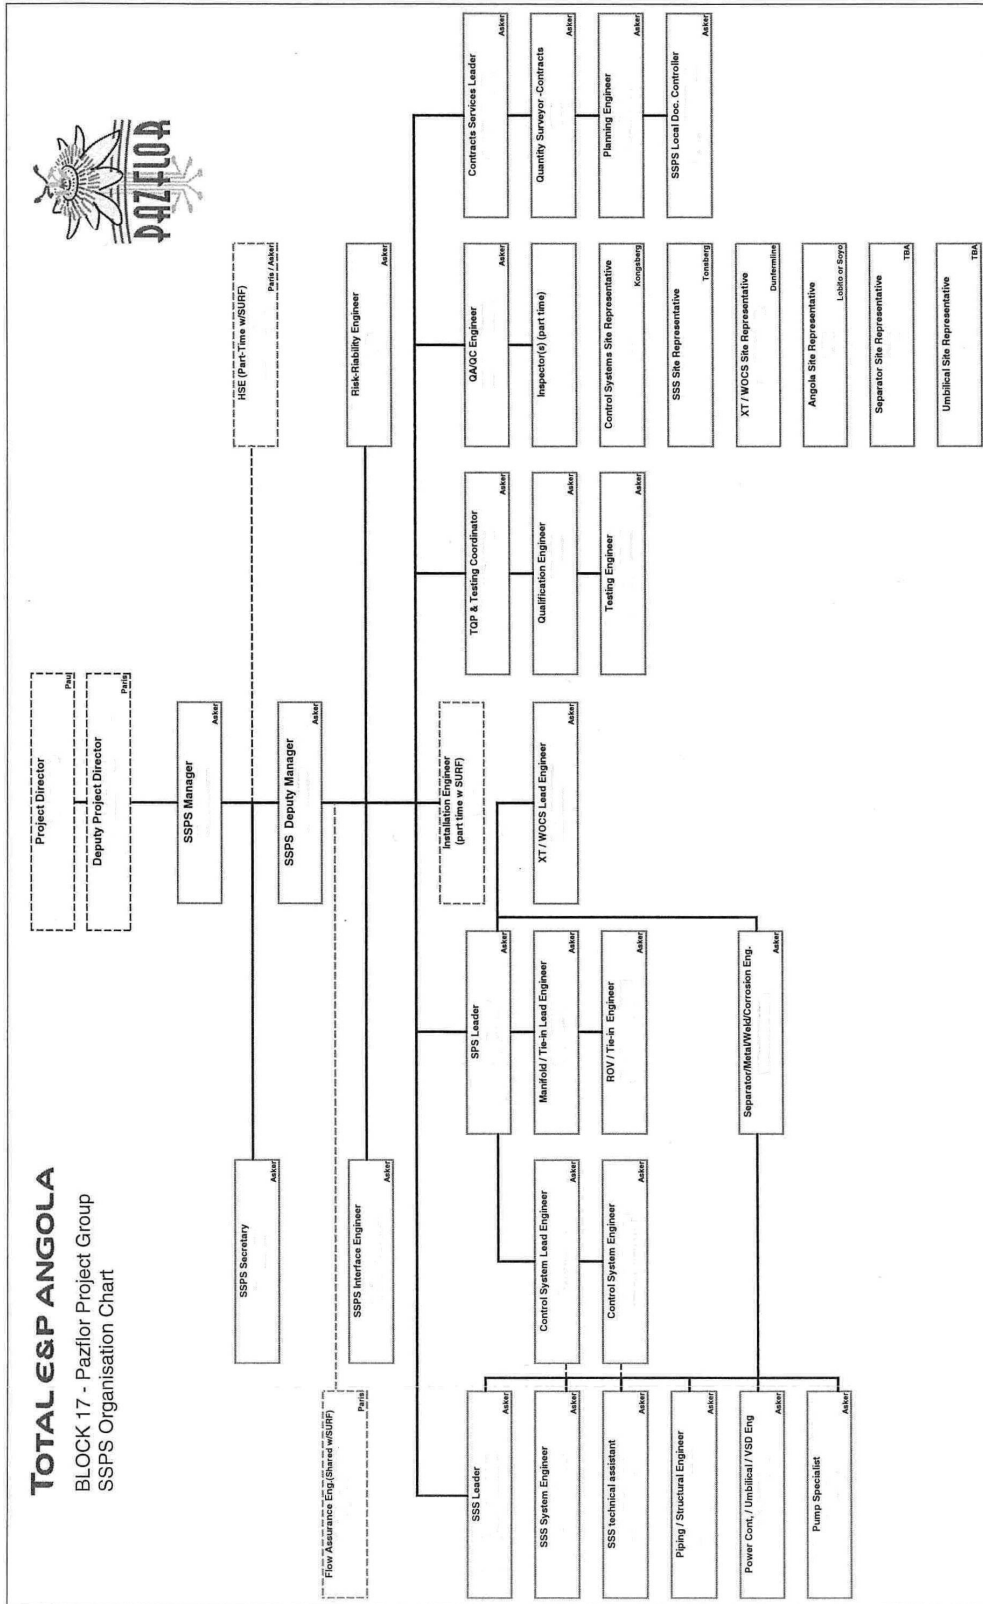 TOTAL E&P ANGOLA
BLOCK 17 - Pazflor Project Group
SSPS Organisation Chart
PAZFLOR
Project Director
Pau
Deputy Project Director
Paris
SSPS Manager
Asker
SSPS Secretary
Asker
HSE (Part-Time w/SURF)
Paris / Asker
SSPS Deputy Manager
Asker
Flow Assurance Eng.(Shared w/SURF)
Paris
SSPS Interface Engineer
Asker
Risk-Riability Engineer
Asker
Installation Engineer
(part time w SURF)
SSS Leader
Asker
SSS System Engineer
Asker
SSS technical assistant
Asker
Piping / Structural Engineer
Asker
Power Cont, / Umbilical / VSD Eng
Asker
Pump Specialist
Asker
Control System Lead Engineer
Asker
Control System Engineer
Asker
SPS Leader
Asker
Manifold / Tie-in Lead Engineer
Asker
ROV / Tie-in Engineer
Asker
Separator/Metal/Weld/Corrosion Eng.
Asker
XT / WOCS Lead Engineer
Asker
TQP & Testing Coordinator
Asker
Qualification Engineer
Asker
Testing Engineer
Asker
QA/QC Engineer
Asker
Inspector(s) (part time)
Control Systems Site Representative
Kongsberg
SSS Site Representative
Tonsberg
XT / WOCS Site Representative
Dunfermline
Angola Site Representative
Lobito or Soyo
Separator Site Representative
TBA
Umbilical Site Representative
TBA
Contracts Services Leader
Asker
Quantity Surveyor -Contracts
Asker
Planning Engineer
Asker
SSPS Local Doc. Controller
Asker